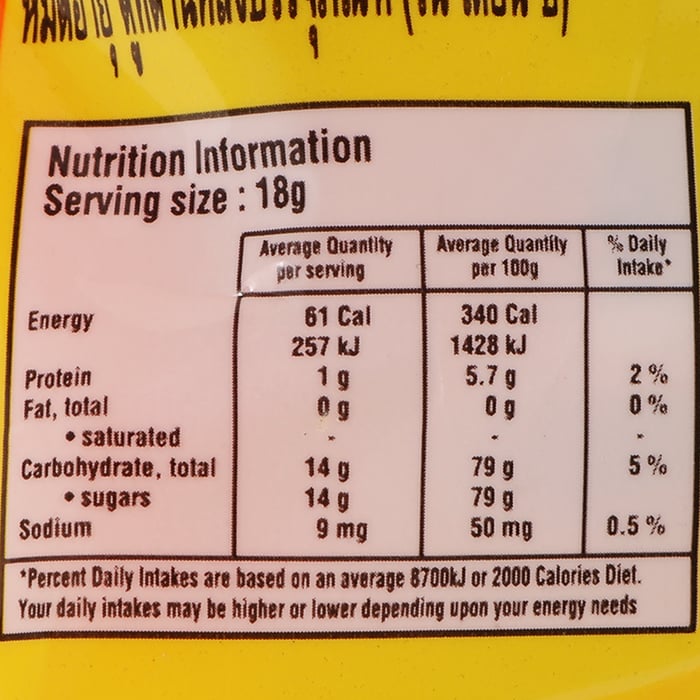 Nutrition Information
Serving size : 18g
Average Quantity per serving Average Quantity per 100g % Daily Intake*
Energy 61 Cal 340 Cal
257 kJ 1428 kJ
Protein 1 g 5.7 g 2 %
Fat, total 0 g 0 g 0 %
• saturated - - -
Carbohydrate, total 14 g 79 g 5 %
• sugars 14 g 79 g
Sodium 9 mg 50 mg 0.5 %
*Percent Daily Intakes are based on an average 8700kJ or 2000 Calories Diet.
Your daily intakes may be higher or lower depending upon your energy needs